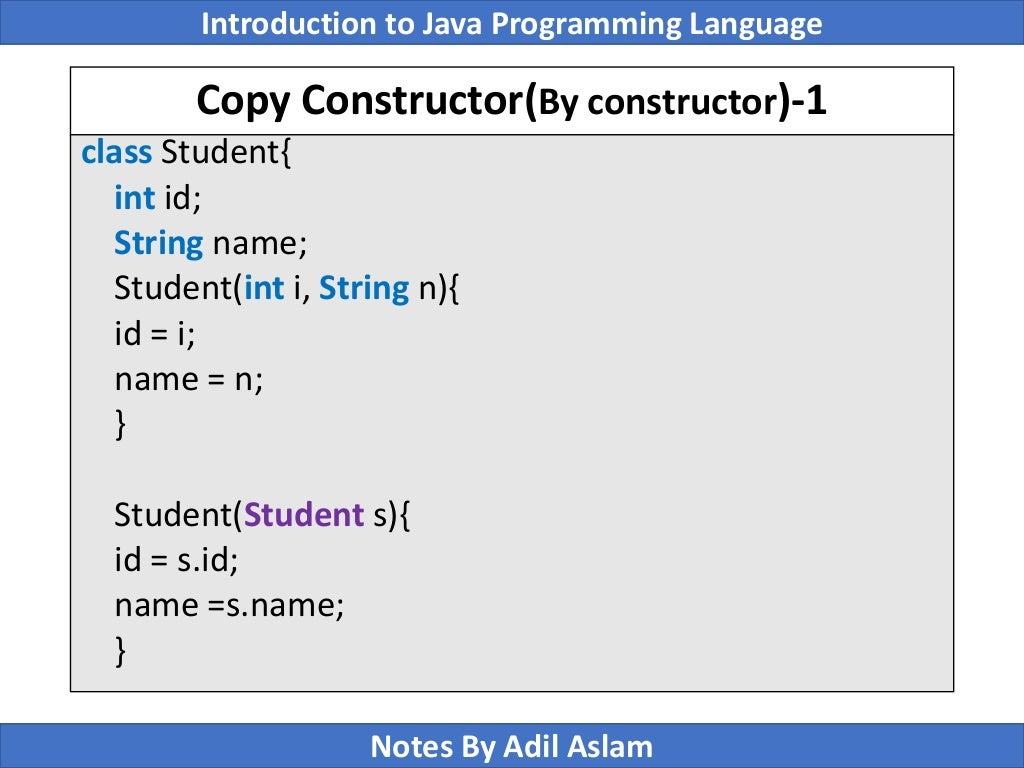 Introduction to Java Programming Language
Copy Constructor(By constructor)-1
class Student{
int id;
String name;
Student(int i, String n){
id = i;
name = n;
}
Student(Student s){
id = s.id;
name =s.name;
}
Notes By Adil Aslam